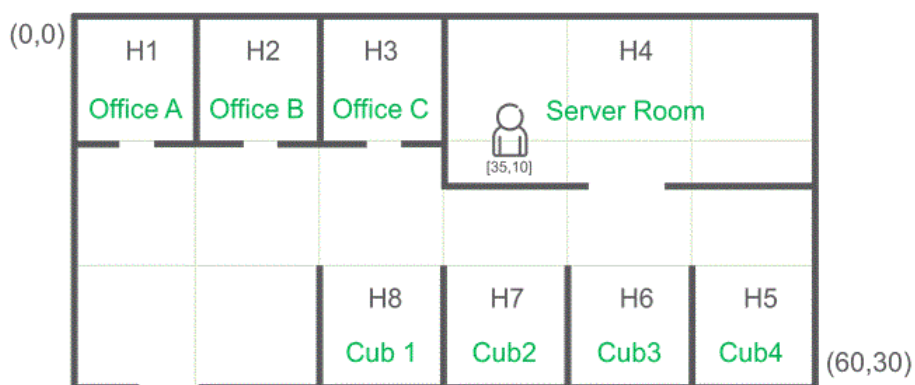 (0,0)
H1 H2 H3 H4
Office A Office B Office C Server Room
[35,10]
H8 H7 H6 H5
Cub 1 Cub2 Cub3 Cub4
(60,30)